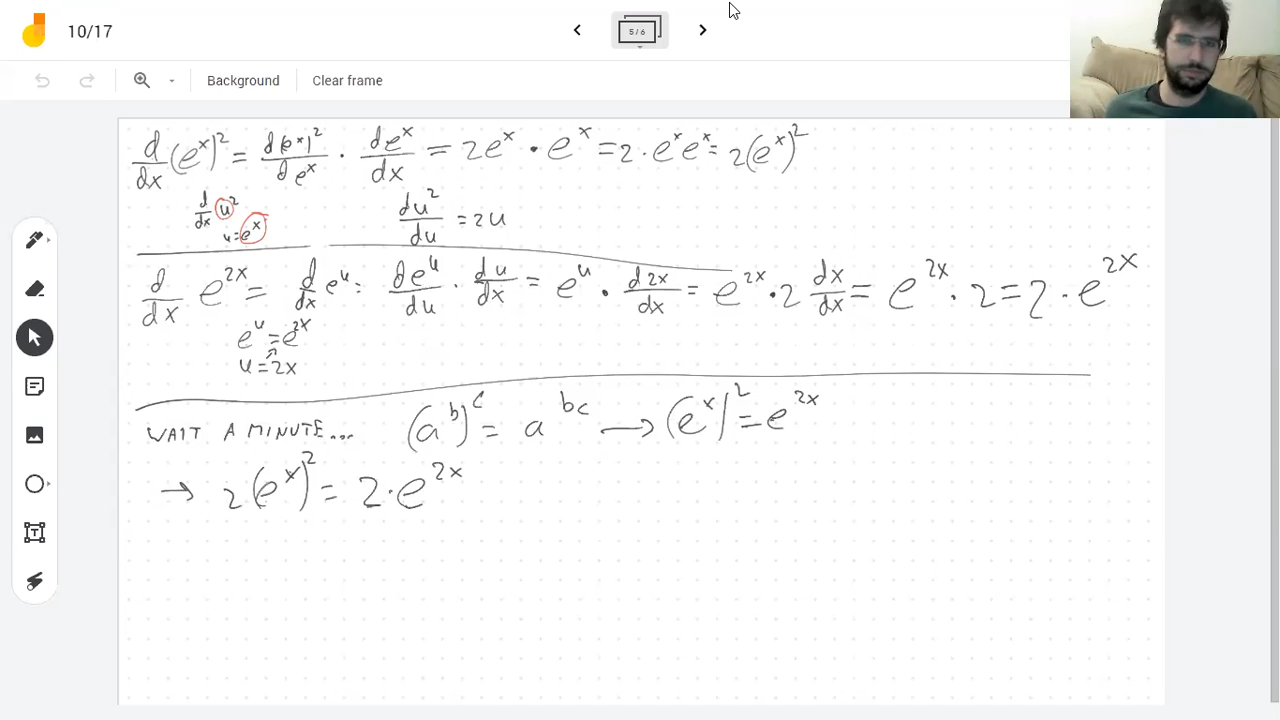 10/17
5/6
Background
Clear frame
d/dx (e^x)^2 = d(e^x)^2/de^x · de^x/dx = 2e^x · e^x = 2 · e^x e^x = 2(e^x)^2
d/dx u^2
u = e^x
du^2/du = 2u
d/dx e^2x = d/dx e^u = de^u/du · du/dx = e^u · d2x/dx = e^2x · 2 dx/dx = e^2x · 2 = 2 · e^2x
e^u = e^2x
u = 2x
WAIT A MINUTE... (a^b)^c = a^bc → (e^x)^2 = e^2x
→ 2(e^x)^2 = 2 · e^2x